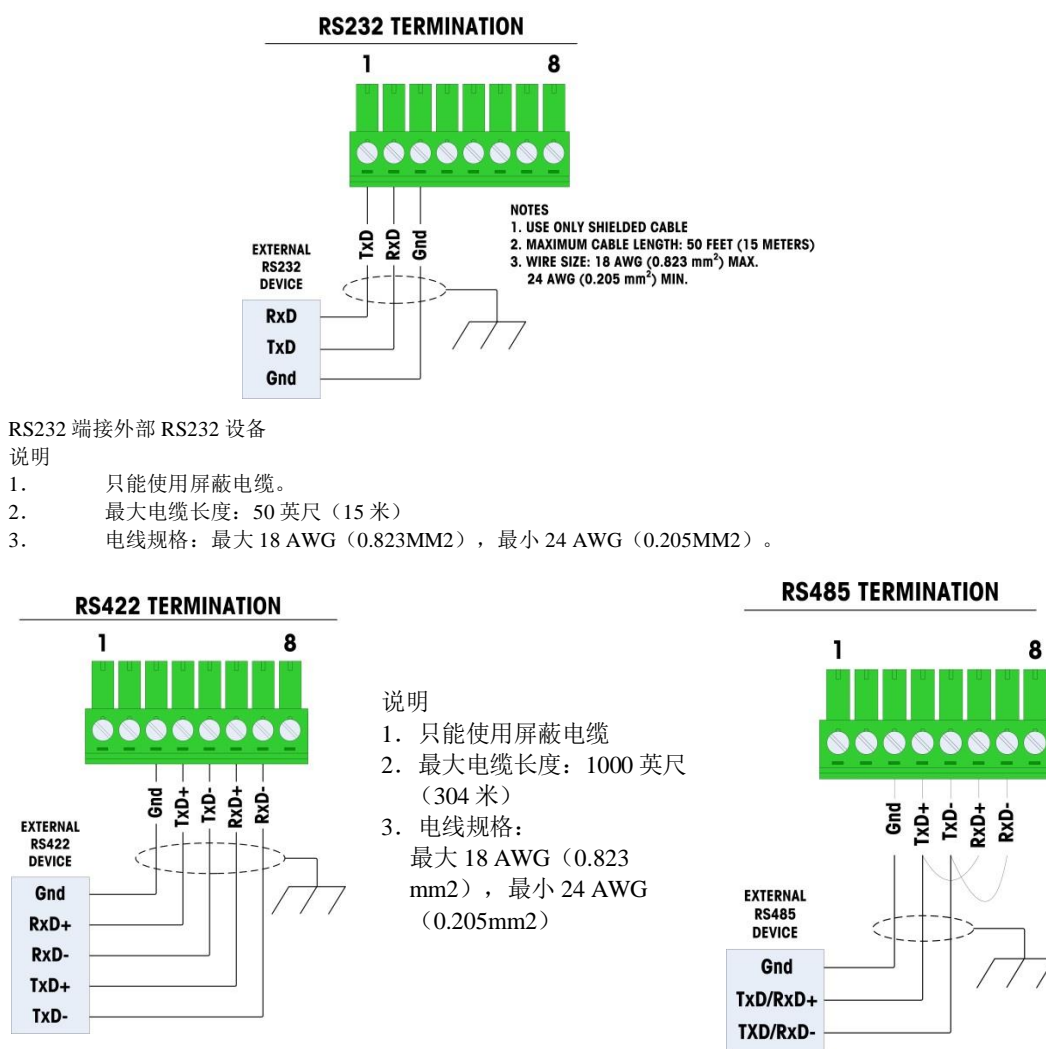 RS232 TERMINATION
1 8
TxD
RxD
Gnd
NOTES
1. USE ONLY SHIELDED CABLE
2. MAXIMUM CABLE LENGTH: 50 FEET (15 METERS)
3. WIRE SIZE: 18 AWG (0.823 mm²) MAX.
24 AWG (0.205 mm²) MIN.
EXTERNAL
RS232
DEVICE
RxD
TxD
Gnd
RS232 端接外部 RS232 设备
说明
1. 只能使用屏蔽电缆。
2. 最大电缆长度：50 英尺（15 米）
3. 电线规格：最大 18 AWG（0.823MM2），最小 24 AWG（0.205MM2）。
RS422 TERMINATION
1 8
Gnd
TxD+
TxD-
RxD+
RxD-
EXTERNAL
RS422
DEVICE
Gnd
RxD+
RxD-
TxD+
TxD-
说明
1. 只能使用屏蔽电缆
2. 最大电缆长度：1000 英尺
（304 米）
3. 电线规格：
最大 18 AWG（0.823
mm2），最小 24 AWG
（0.205mm2）
RS485 TERMINATION
1 8
Gnd
TxD+
TxD-
RxD+
RxD-
EXTERNAL
RS485
DEVICE
Gnd
TxD/RxD+
TXD/RxD-